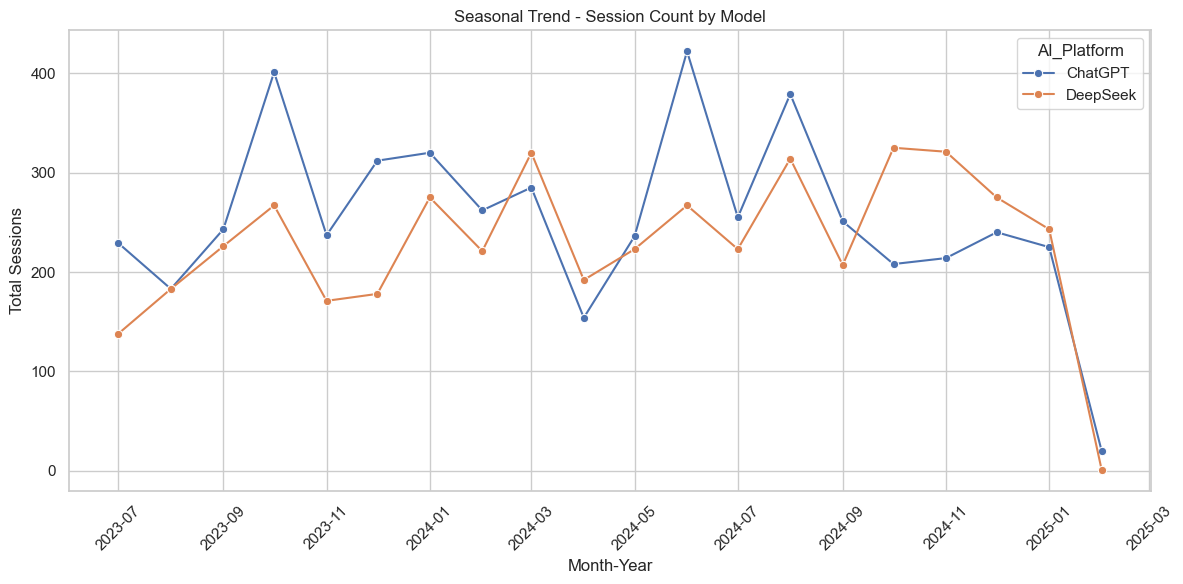 Seasonal Trend - Session Count by Model
AI_Platform
ChatGPT
DeepSeek
Total Sessions
400
300
200
100
0
2023-07
2023-09
2023-11
2024-01
2024-03
2024-05
2024-07
2024-09
2024-11
2025-01
2025-03
Month-Year